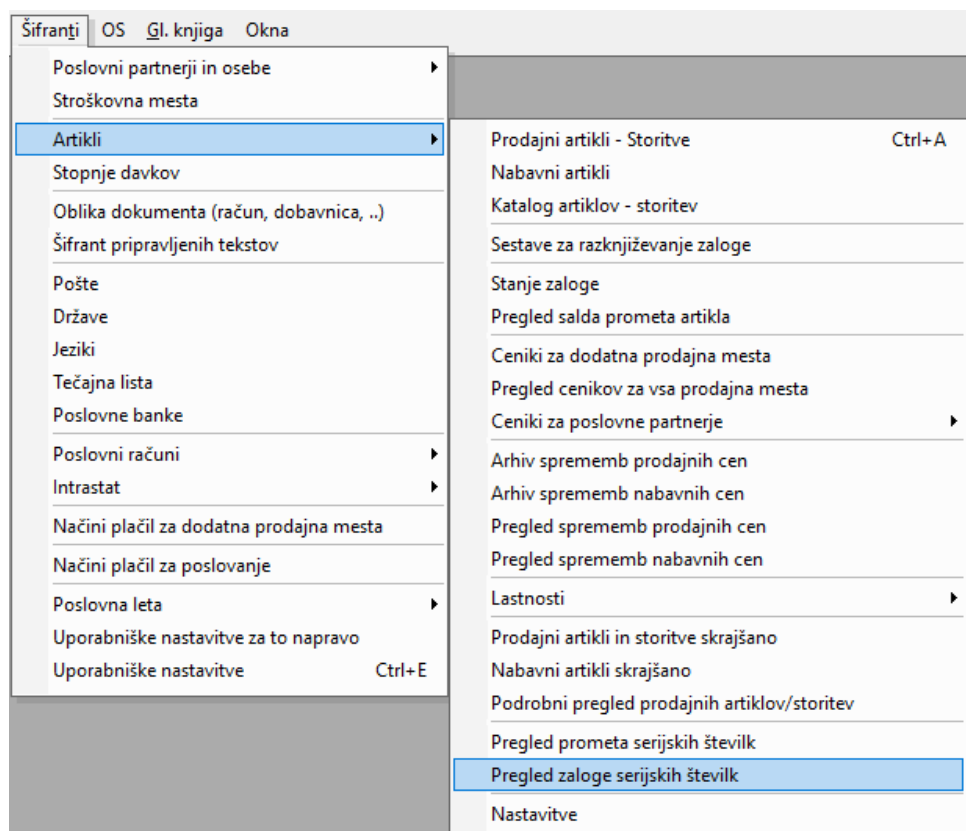 Šifranti OS Gl. knjiga Okna
Poslovni partnerji in osebe
Stroškovna mesta
Artikli
Stopnje davkov
Oblika dokumenta (račun, dobavnica, ..)
Šifrant pripravljenih tekstov
Pošte
Države
Jeziki
Tečajna lista
Poslovne banke
Poslovni računi
Intrastat
Načini plačil za dodatna prodajna mesta
Načini plačil za poslovanje
Poslovna leta
Uporabniške nastavitve za to napravo
Uporabniške nastavitve Ctrl+E
Prodajni artikli - Storitve Ctrl+A
Nabavni artikli
Katalog artiklov - storitev
Sestave za razknjiževanje zaloge
Stanje zaloge
Pregled salda prometa artikla
Ceniki za dodatna prodajna mesta
Pregled cenikov za vsa prodajna mesta
Ceniki za poslovne partnerje
Arhiv sprememb prodajnih cen
Arhiv sprememb nabavnih cen
Pregled sprememb prodajnih cen
Pregled sprememb nabavnih cen
Lastnosti
Prodajni artikli in storitve skrajšano
Nabavni artikli skrajšano
Podrobni pregled prodajnih artiklov/storitev
Pregled prometa serijskih številk
Pregled zaloge serijskih številk
Nastavitve